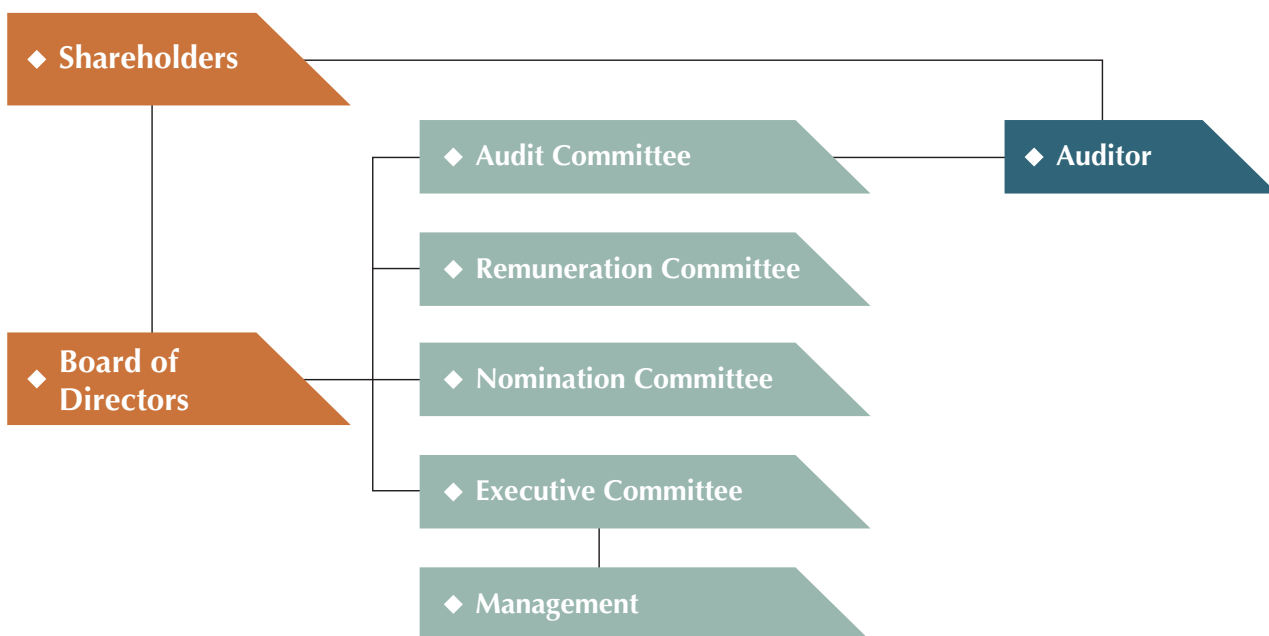 Shareholders
Audit Committee
Auditor
Remuneration Committee
Board of
Directors
Nomination Committee
Executive Committee
Management